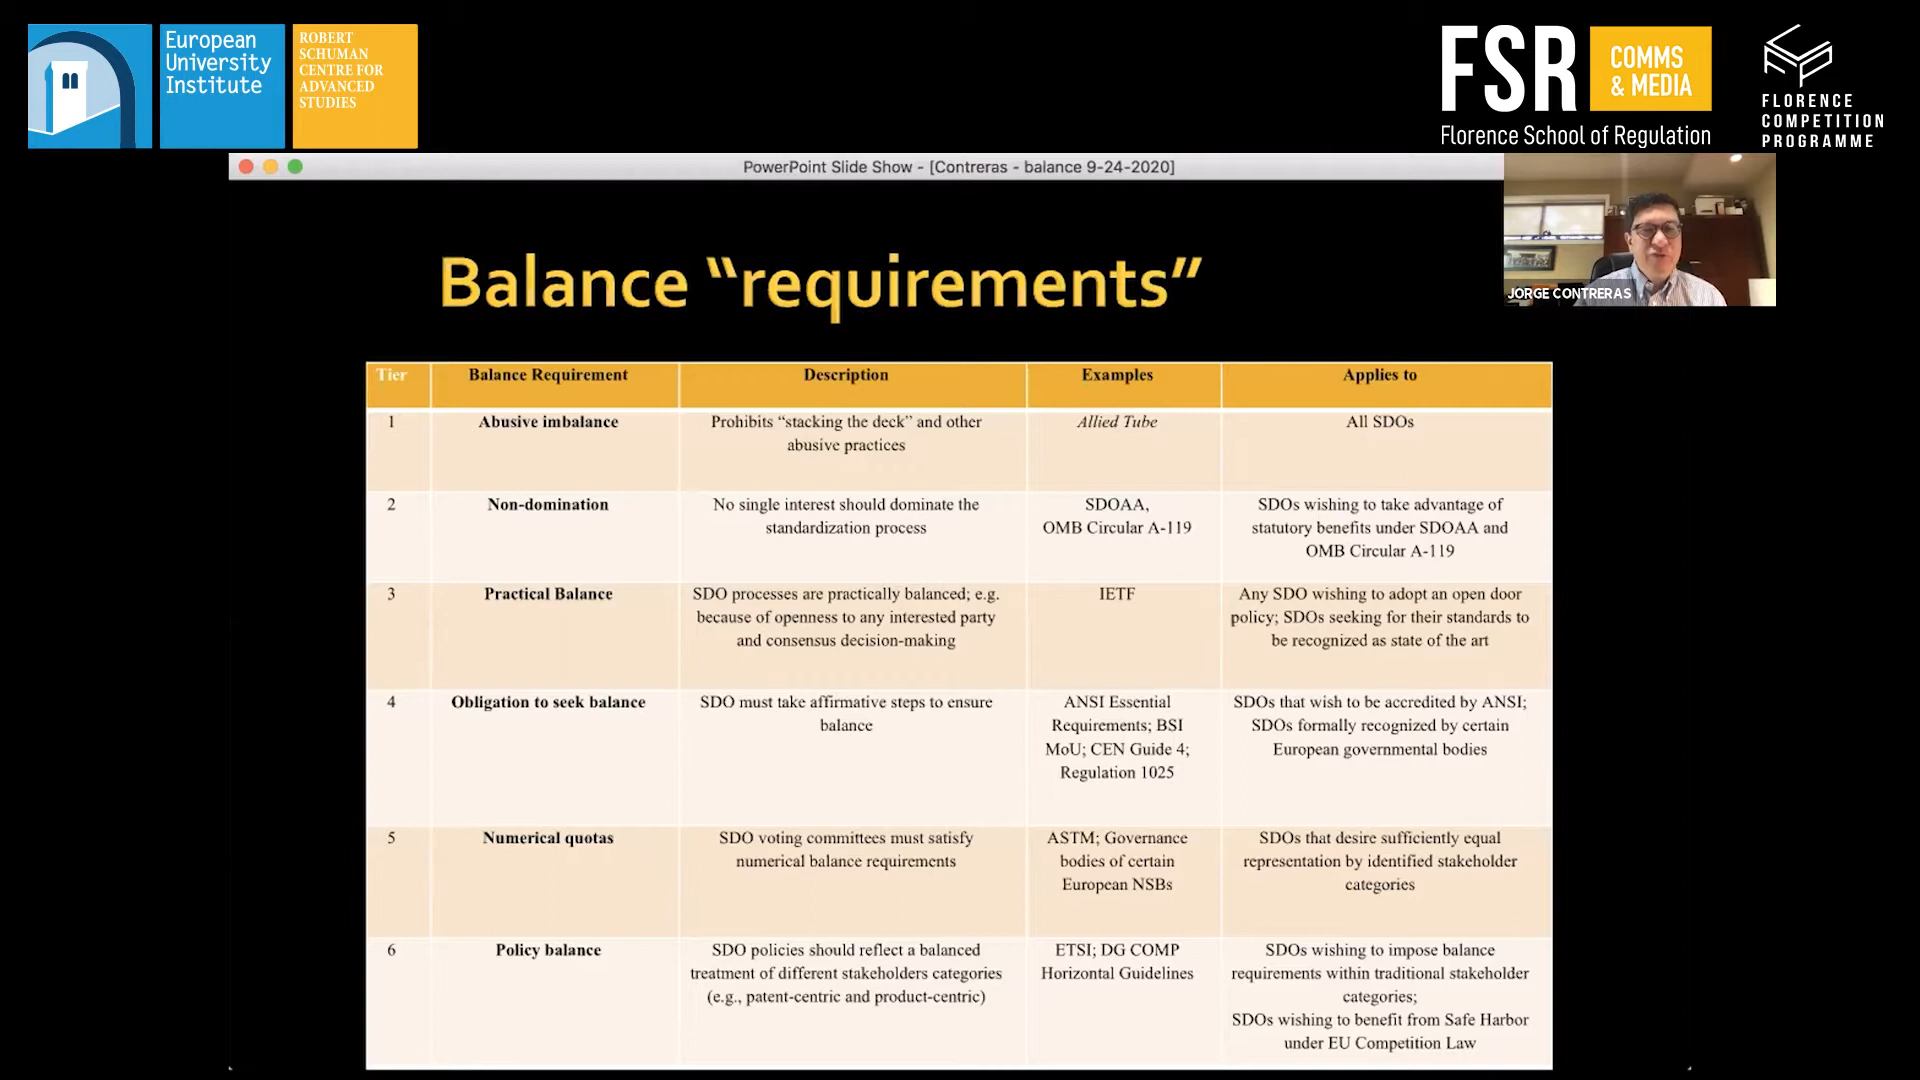 European
University
Institute
ROBERT
SCHUMAN
CENTRE FOR
ADVANCED
STUDIES
FSR
COMMS
& MEDIA
Florence School of Regulation
FLORENCE
COMPETITION
PROGRAMME
PowerPoint Slide Show - [Contreras - balance 9-24-2020]
JORGE CONTRERAS
Balance “requirements”
Tier Balance Requirement Description Examples Applies to
1 Abusive imbalance Prohibits “stacking the deck” and other Allied Tube All SDOs
abusive practices
2 Non-domination No single interest should dominate the SDOAA, SDOs wishing to take advantage of
standardization process OMB Circular A-119 statutory benefits under SDOAA and
OMB Circular A-119
3 Practical Balance SDO processes are practically balanced; e.g. IETF Any SDO wishing to adopt an open door
because of openness to any interested party policy; SDOs seeking for their standards to
and consensus decision-making be recognized as state of the art
4 Obligation to seek balance SDO must take affirmative steps to ensure ANSI Essential SDOs that wish to be accredited by ANSI;
balance Requirements; BSI SDOs formally recognized by certain
MoU; CEN Guide 4; European governmental bodies
Regulation 1025
5 Numerical quotas SDO voting committees must satisfy ASTM; Governance SDOs that desire sufficiently equal
numerical balance requirements bodies of certain representation by identified stakeholder
European NSBs categories
6 Policy balance SDO policies should reflect a balanced ETSI; DG COMP SDOs wishing to impose balance
treatment of different stakeholders categories Horizontal Guidelines requirements within traditional stakeholder
(e.g., patent-centric and product-centric) categories;
SDOs wishing to benefit from Safe Harbor
under EU Competition Law